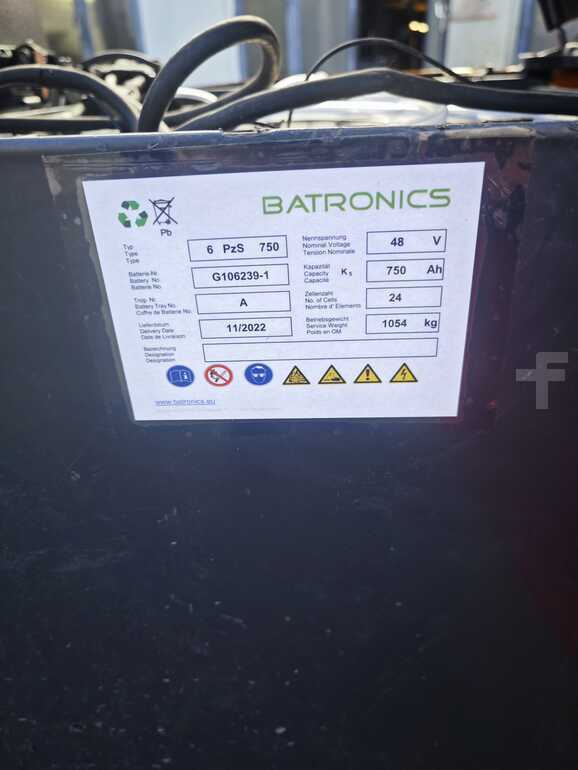 BATRONICS
Pb
Typ
Type
Type
6 PzS 750
Nennspannung
Nominal Voltage
Tension Nominale
48 V
Batterie-Nr.
Battery No.
Batterie No.
G106239-1
Kapazität
Capacity
Capacité
K5
750 Ah
Trog- Nr.
Battery Tray No.
Coffre de Batterie No.
A
Zellenzahl
No. of Cells
Nombre d' Elements
24
Lieferdatum
Delivery Date
Date de Livraison
11/2022
Betriebsgewicht
Service Weight
Poids en OM
1054 kg
Bezeichnung
Designation
Designation
www.batronics.eu